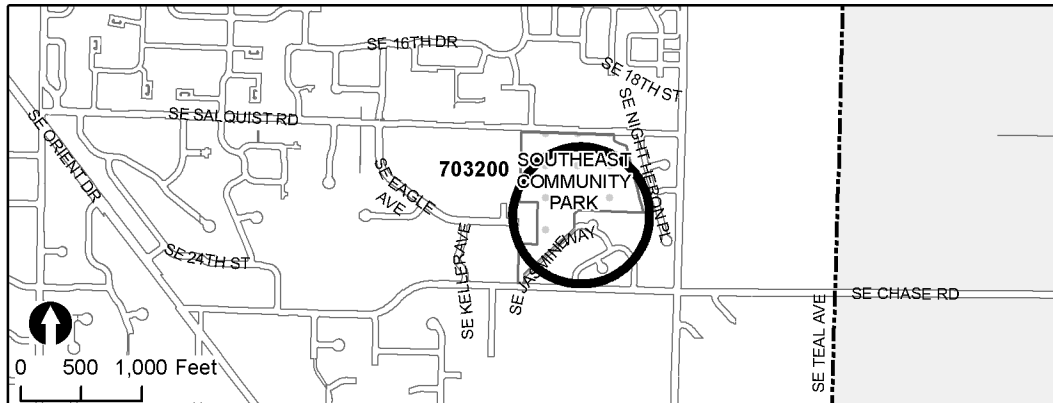 SE 16TH DR
SE 18TH ST
SE SALQUIST RD
SE NIGHT HERON PL
SE ORIENT DR
703200
SOUTHEAST
COMMUNITY
PARK
SE EAGLE
AVE
SE 24TH ST
SE KELLER AVE
SE JASMINE WAY
SE CHASE RD
SE TEAL AVE
0 500 1,000 Feet